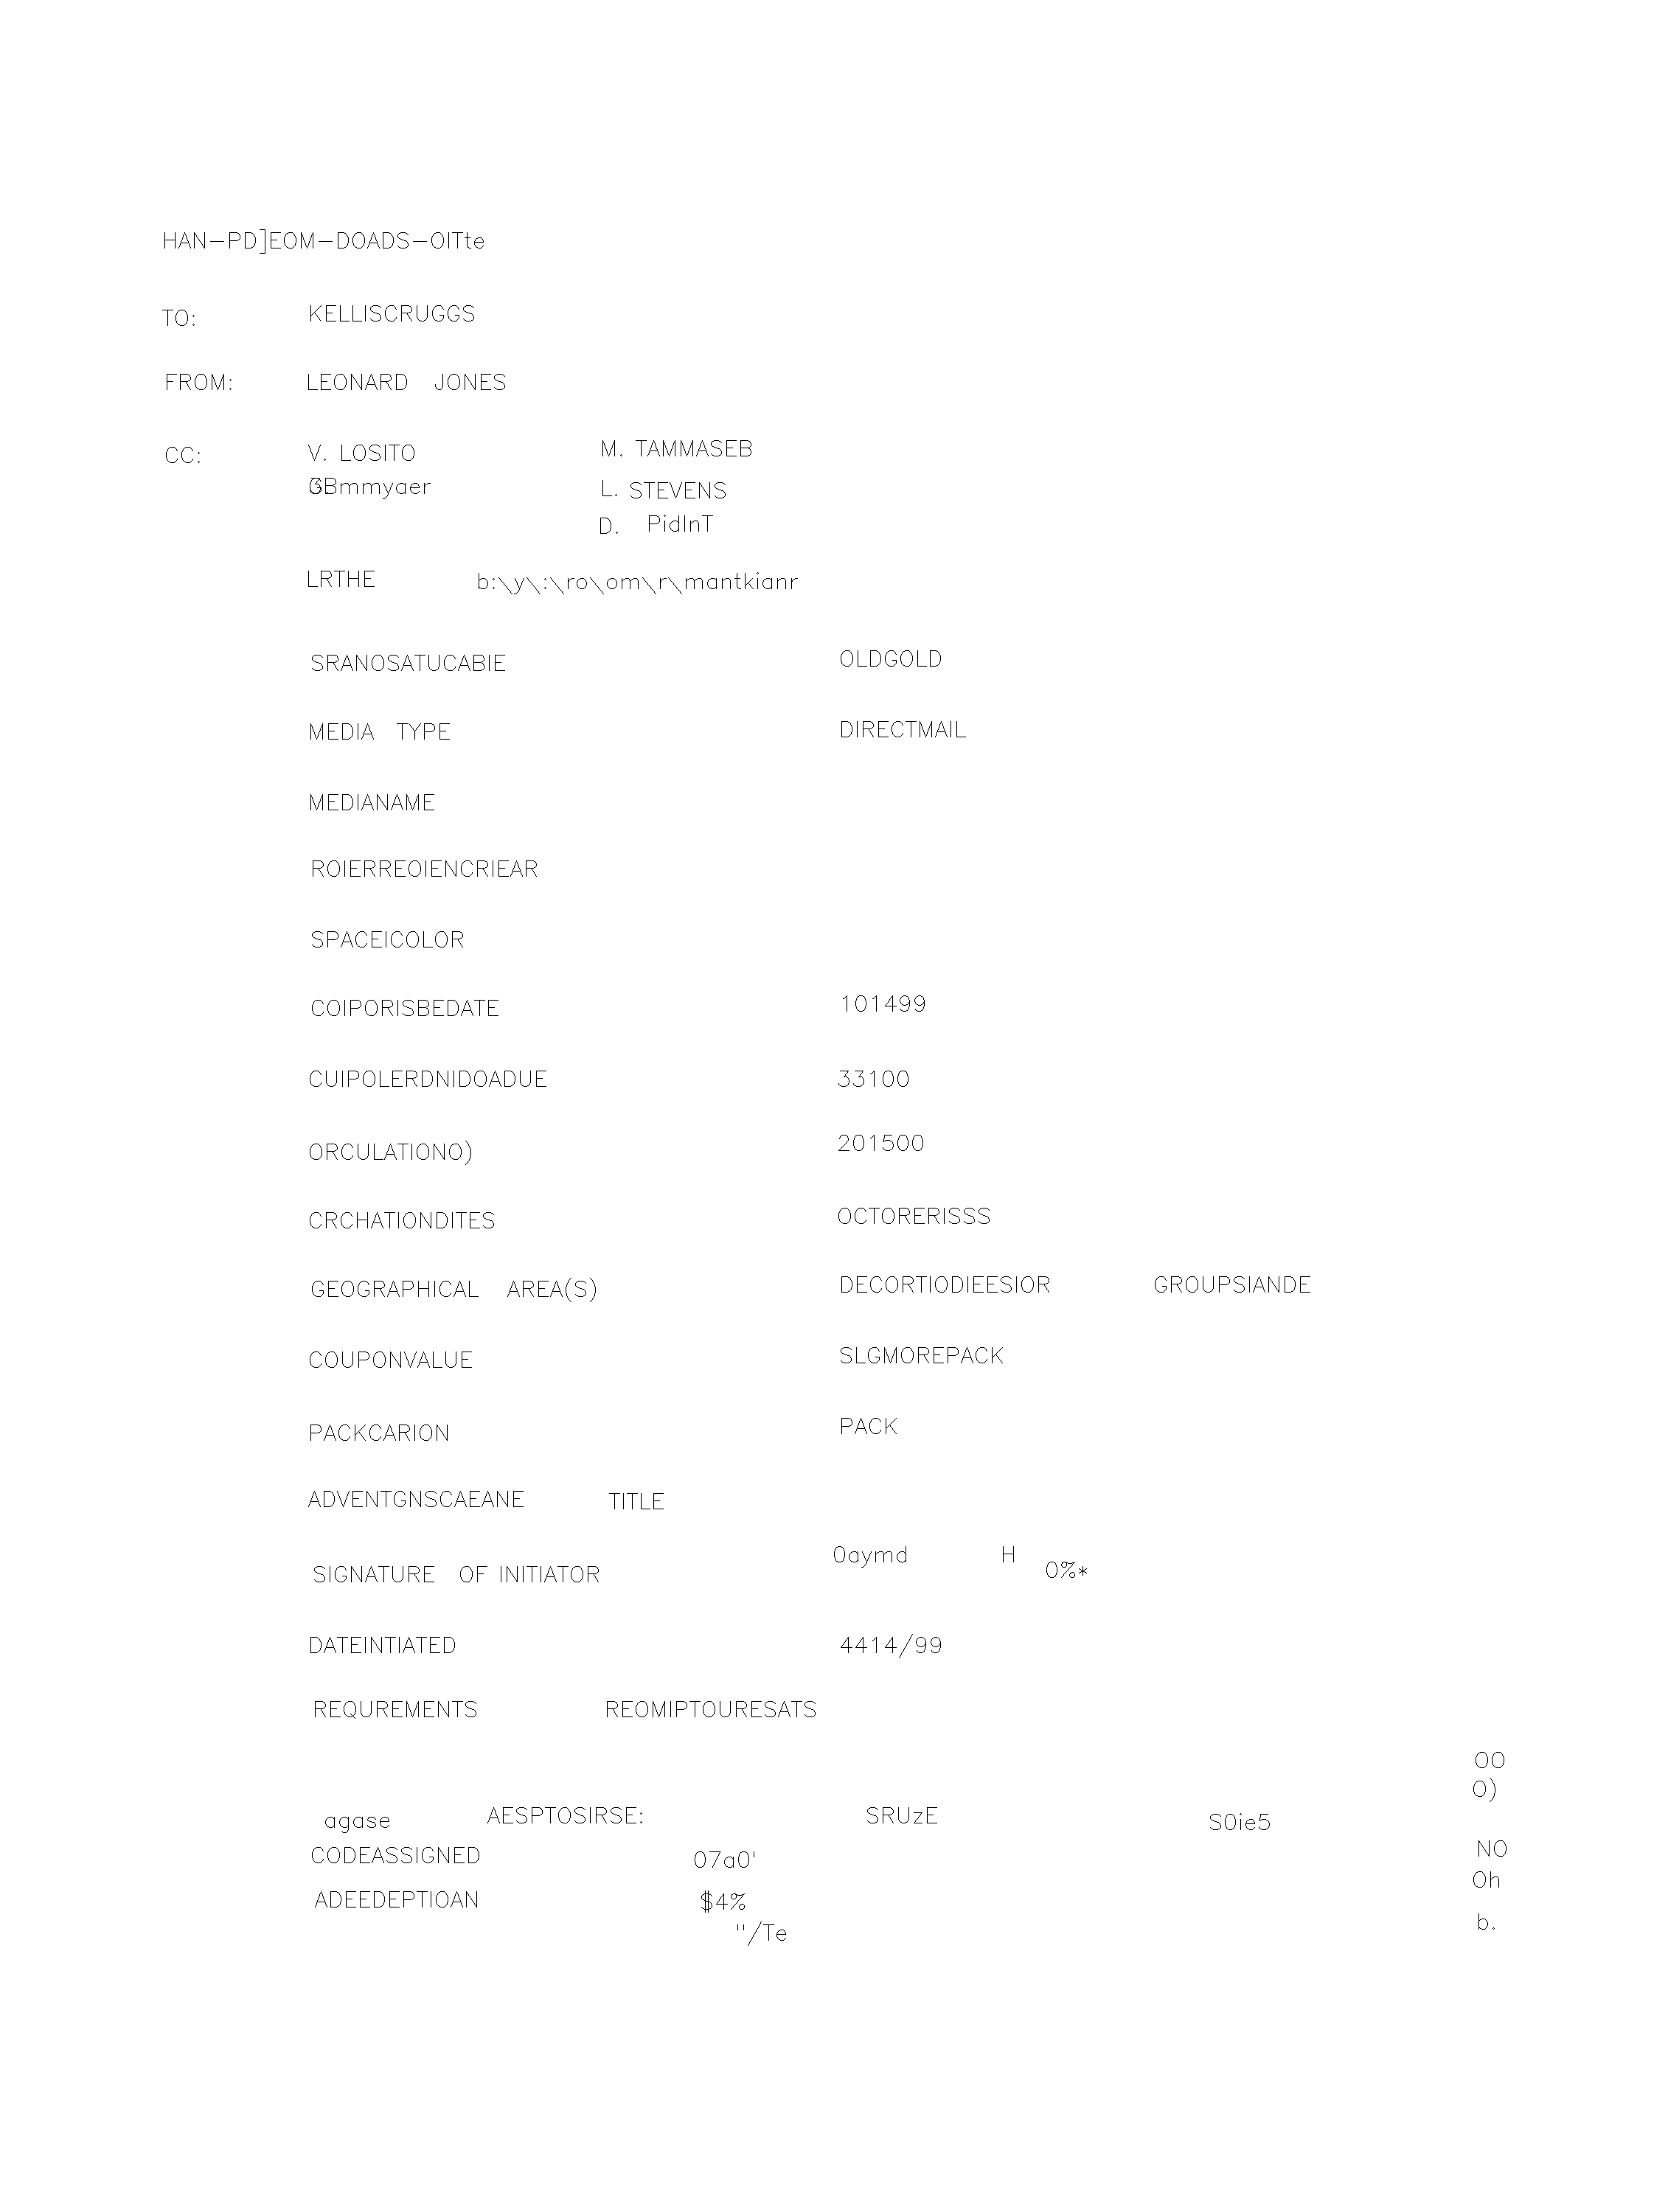 HAN-PD]EOM-DOADS-OITte
TO: KELLISCRUGGS
FROM: LEONARD JONES
CC: V. LOSITO M. TAMMASEB
Bmmyaer L. STEVENS
D. PidInT
LRTHE b:\y\:\ro\om\r\mantkianr
SRANOSATUCABIE OLDGOLD
MEDIA TYPE DIRECTMAIL
MEDIANAME
ROIERREOIENCRIEAR
SPACEICOLOR
COIPORISBEDATE 101499
CUIPOLERDNIDOADUE 33100
ORCULATIONO) 201500
CRCHATIONDITES OCTORERISSS
GEOGRAPHICAL AREA(S) DECORTIODIEESIOR GROUPSIANDE
COUPONVALUE SLGMOREPACK
PACKCARION PACK
ADVENTGNSCAEANE TITLE
SIGNATURE OF INITIATOR 0aymd H 0%*
DATEINTIATED 4414/99
REQUREMENTS REOMIPTOURESATS
OO
O)
agase AESPTOSIRSE: SRUzE S0ie5
CODEASSIGNED 07a0' NO
Oh
ADEEDEPTIOAN $4%
"/Te b.